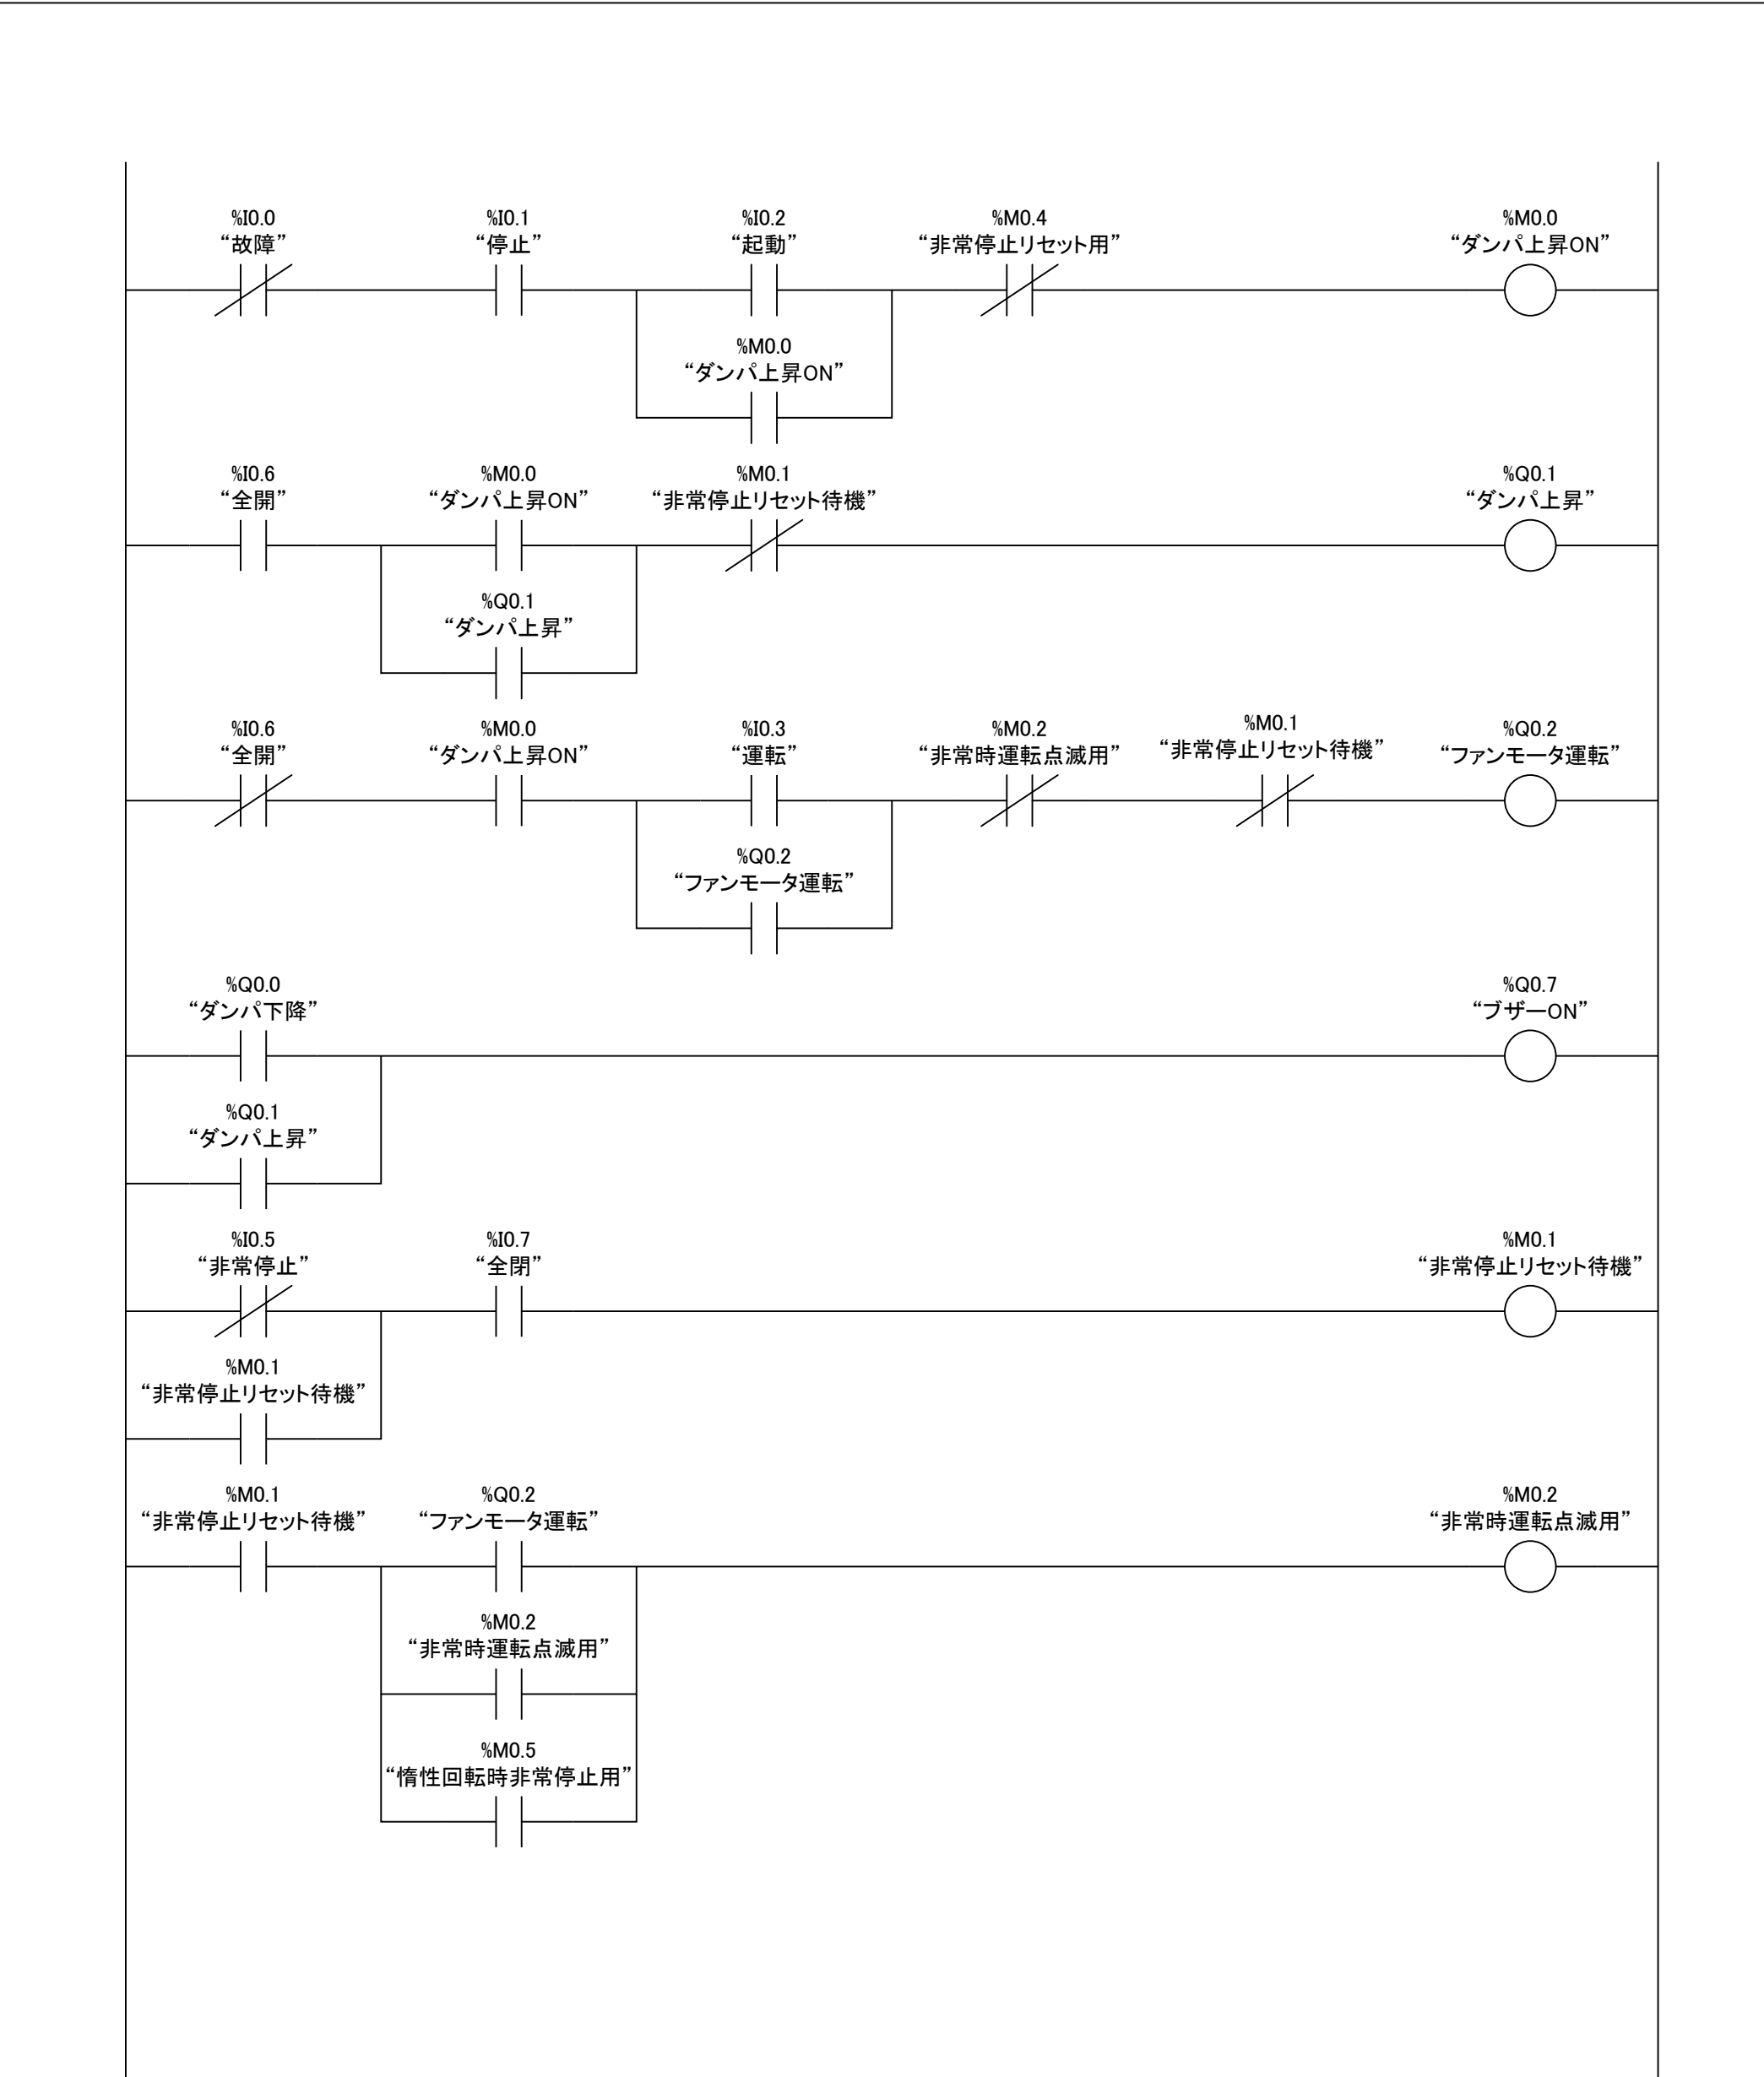 %I0.0
“故障”
%I0.1
“停止”
%I0.2
“起動”
%M0.4
“非常停止リセット用”
%M0.0
“ダンパ上昇ON”
%M0.0
“ダンパ上昇ON”
%I0.6
“全開”
%M0.0
“ダンパ上昇ON”
%M0.1
“非常停止リセット待機”
%Q0.1
“ダンパ上昇”
%Q0.1
“ダンパ上昇”
%I0.6
“全開”
%M0.0
“ダンパ上昇ON”
%I0.3
“運転”
%M0.2
“非常時運転点滅用”
%M0.1
“非常停止リセット待機”
%Q0.2
“ファンモータ運転”
%Q0.2
“ファンモータ運転”
%Q0.0
“ダンパ下降”
%Q0.7
“ブザーON”
%Q0.1
“ダンパ上昇”
%I0.5
“非常停止”
%I0.7
“全閉”
%M0.1
“非常停止リセット待機”
%M0.1
“非常停止リセット待機”
%M0.1
“非常停止リセット待機”
%Q0.2
“ファンモータ運転”
%M0.2
“非常時運転点滅用”
%M0.2
“非常時運転点滅用”
%M0.5
“惰性回転時非常停止用”